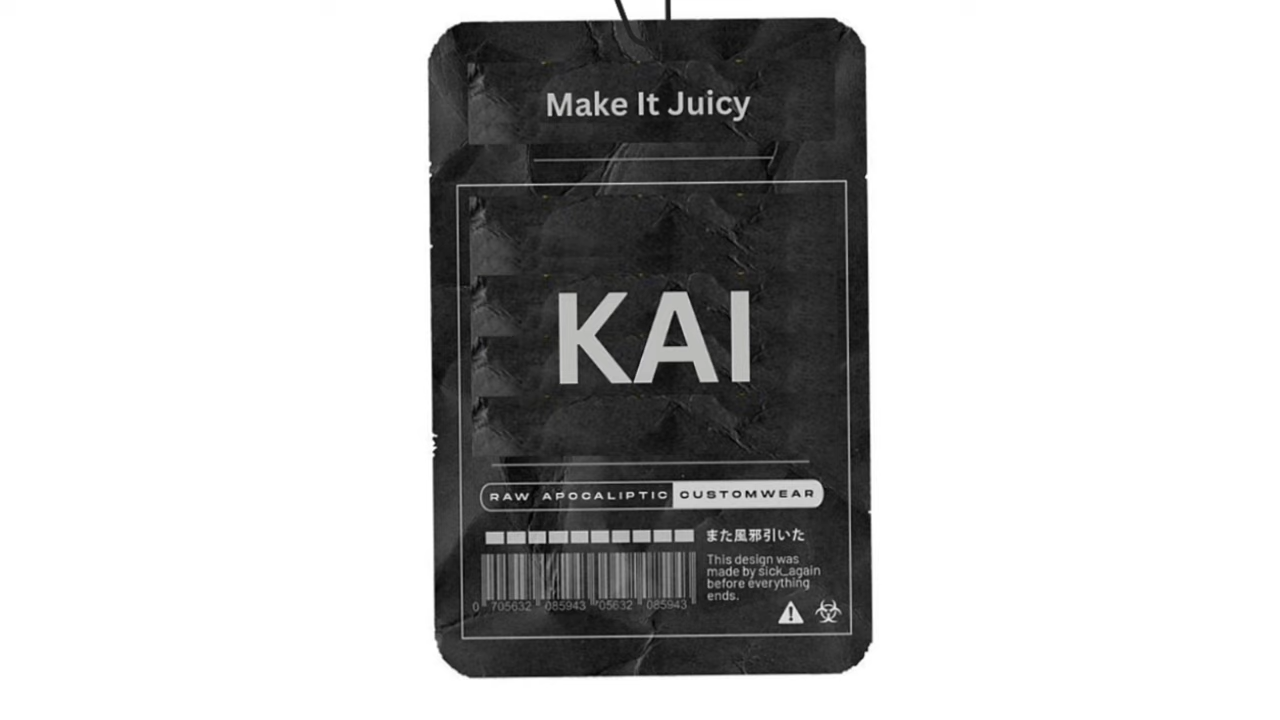 Make It Juicy
KAI
RAW APOCALIPTIC CUSTOMWEAR
また風邪引いた
This design was
made by sick_again
before everything
ends.
0 705632 085943 05632 085943